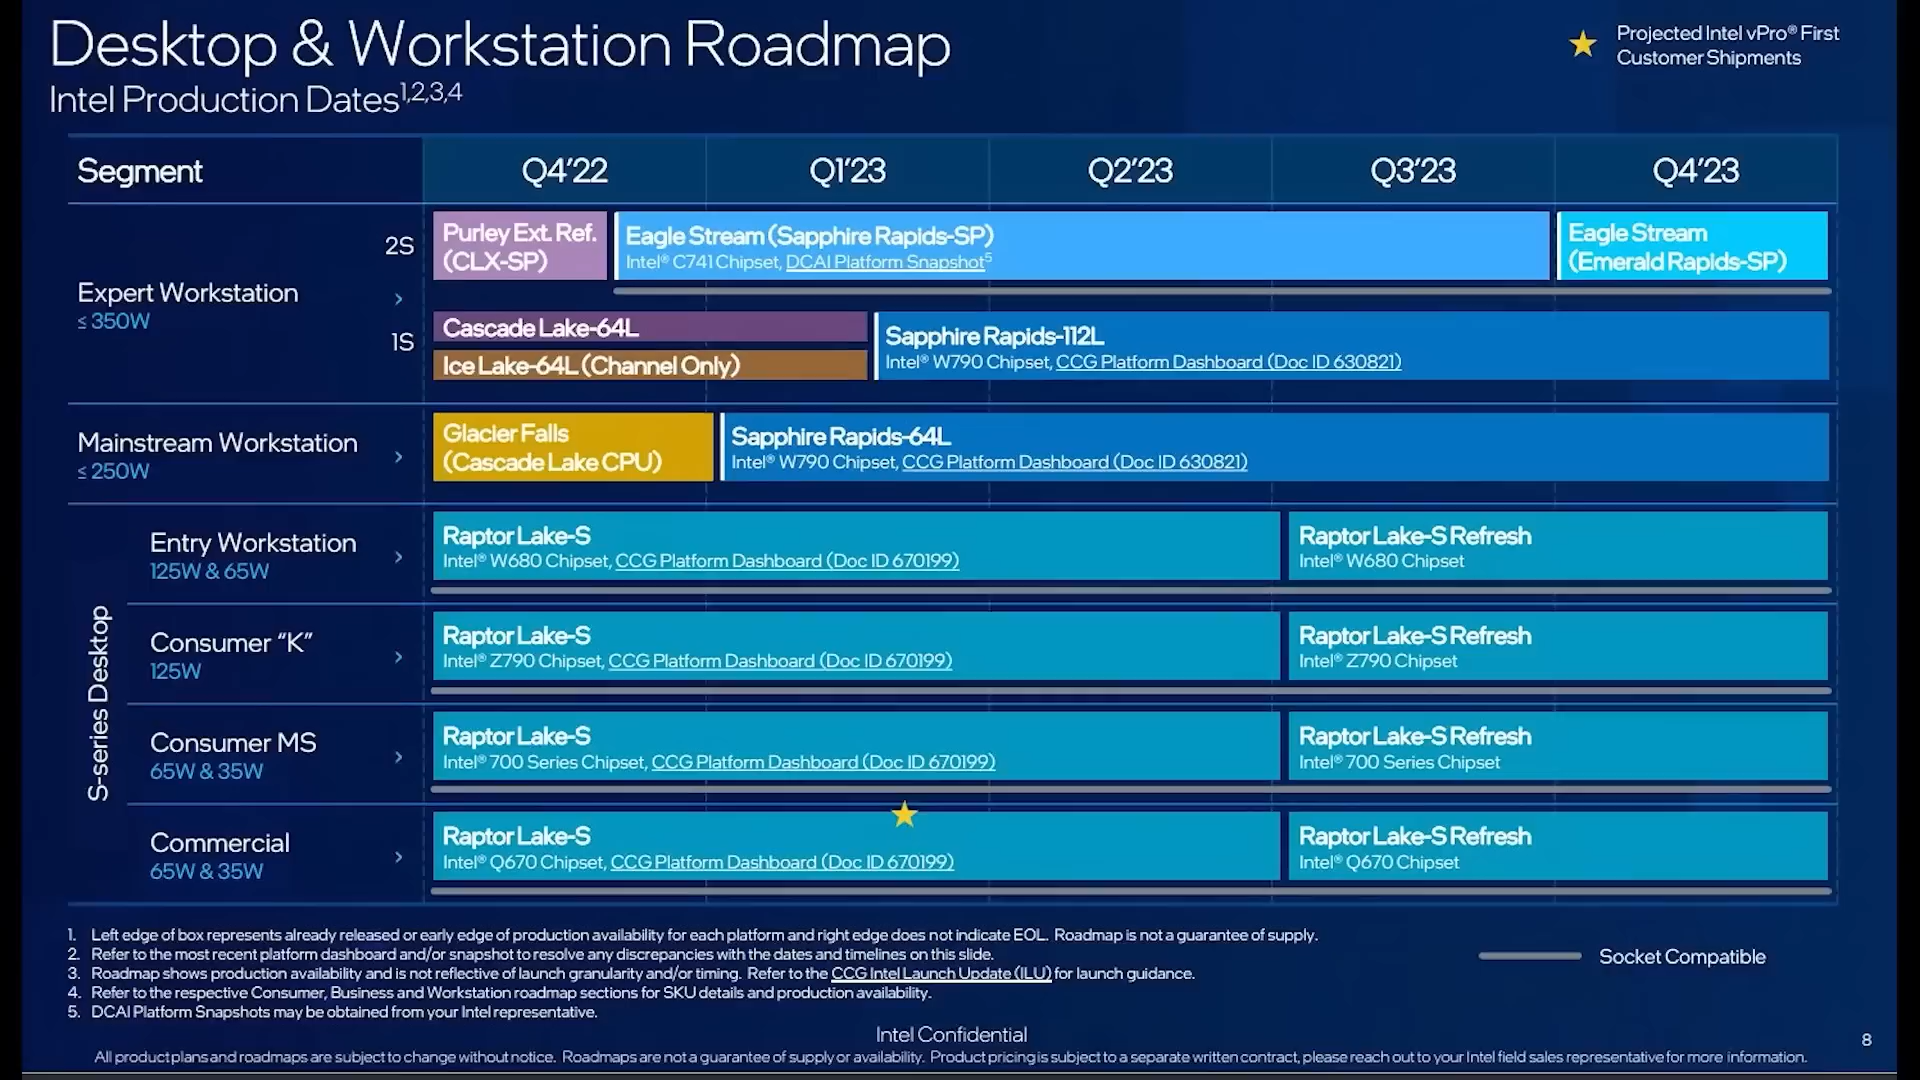 Desktop & Workstation Roadmap
Intel Production Dates1,2,3,4
Projected Intel vPro® First
Customer Shipments
Segment
Q4’22
Q1’23
Q2’23
Q3’23
Q4’23
Expert Workstation
≤ 350W
2S
Purley Ext. Ref.
(CLX-SP)
Eagle Stream (Sapphire Rapids-SP)
Intel® C741 Chipset, DCAI Platform Snapshot5
Eagle Stream
(Emerald Rapids-SP)
1S
Cascade Lake-64L
Ice Lake-64L (Channel Only)
Sapphire Rapids-112L
Intel® W790 Chipset, CCG Platform Dashboard (Doc ID 630821)
Mainstream Workstation
≤ 250W
Glacier Falls
(Cascade Lake CPU)
Sapphire Rapids-64L
Intel® W790 Chipset, CCG Platform Dashboard (Doc ID 630821)
S-series Desktop
Entry Workstation
125W & 65W
Raptor Lake-S
Intel® W680 Chipset, CCG Platform Dashboard (Doc ID 670199)
Raptor Lake-S Refresh
Intel® W680 Chipset
Consumer “K”
125W
Raptor Lake-S
Intel® Z790 Chipset, CCG Platform Dashboard (Doc ID 670199)
Raptor Lake-S Refresh
Intel® Z790 Chipset
Consumer MS
65W & 35W
Raptor Lake-S
Intel® 700 Series Chipset, CCG Platform Dashboard (Doc ID 670199)
Raptor Lake-S Refresh
Intel® 700 Series Chipset
Commercial
65W & 35W
Raptor Lake-S
Intel® Q670 Chipset, CCG Platform Dashboard (Doc ID 670199)
Raptor Lake-S Refresh
Intel® Q670 Chipset
1. Left edge of box represents already released or early edge of production availability for each platform and right edge does not indicate EOL. Roadmap is not a guarantee of supply.
2. Refer to the most recent platform dashboard and/or snapshot to resolve any discrepancies with the dates and timelines on this slide.
3. Roadmap shows production availability and is not reflective of launch granularity and/or timing. Refer to the CCG Intel Launch Update (ILU) for launch guidance.
4. Refer to the respective Consumer, Business and Workstation roadmap sections for SKU details and production availability.
5. DCAI Platform Snapshots may be obtained from your Intel representative.
Socket Compatible
Intel Confidential
8
All product plans and roadmaps are subject to change without notice. Roadmaps are not a guarantee of supply or availability. Product pricing is subject to a separate written contract, please reach out to your Intel field sales representative for more information.